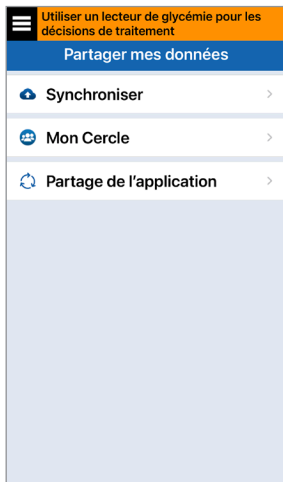 Utiliser un lecteur de glycémie pour les
décisions de traitement
Partager mes données
Synchroniser
Mon Cercle
Partage de l’application